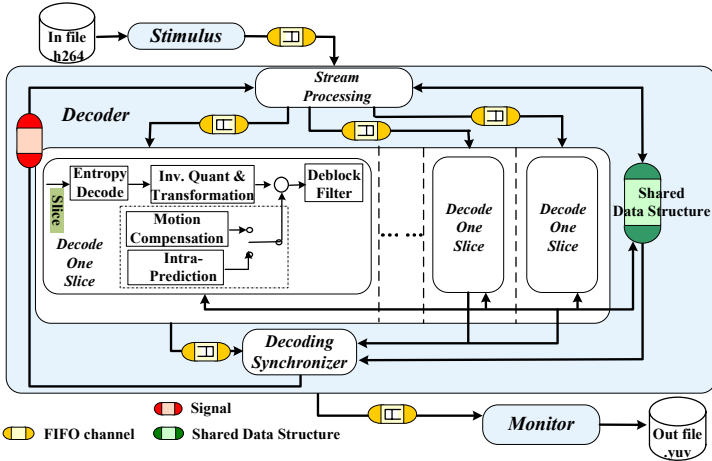 In file
.h264
Stimulus
Stream
Processing
Decoder
Entropy
Decode
Inv. Quant &
Transformation
Deblock
Filter
Slice
Motion
Compensation
Intra-
Prediction
Decode
One
Slice
... ...
Decode
One
Slice
Decode
One
Slice
Shared
Data Structure
Decoding
Synchronizer
Signal
FIFO channel
Shared Data Structure
Monitor
Out file
.yuv